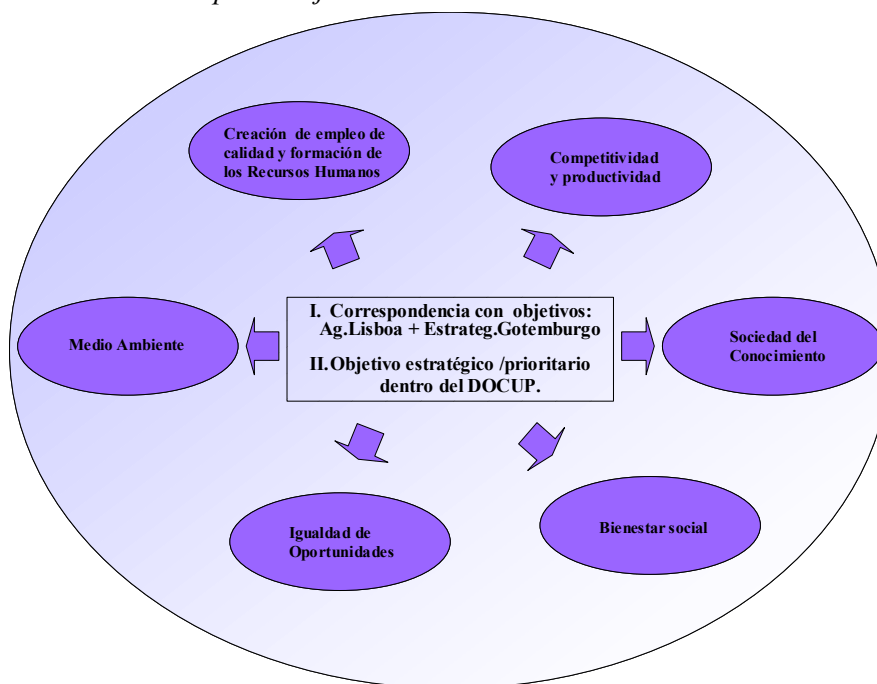 Creación de empleo de
calidad y formación de
los Recursos Humanos
Competitividad
y productividad
I. Correspondencia con objetivos:
Ag.Lisboa + Estrateg.Gotemburgo
II.Objetivo estratégico /prioritario
dentro del DOCUP.
Medio Ambiente
Sociedad del
Conocimiento
Igualdad de
Oportunidades
Bienestar social